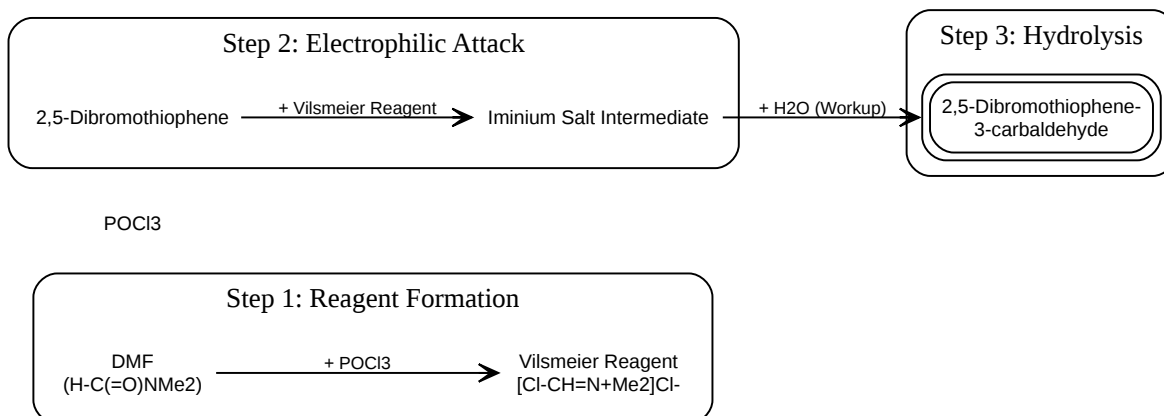 Step 2: Electrophilic Attack
2,5-Dibromothiophene
+ Vilsmeier Reagent
Iminium Salt Intermediate
+ H2O (Workup)
Step 3: Hydrolysis
2,5-Dibromothiophene-
3-carbaldehyde
POCl3
Step 1: Reagent Formation
DMF
(H-C(=O)NMe2)
+ POCl3
Vilsmeier Reagent
[Cl-CH=N+Me2]Cl-